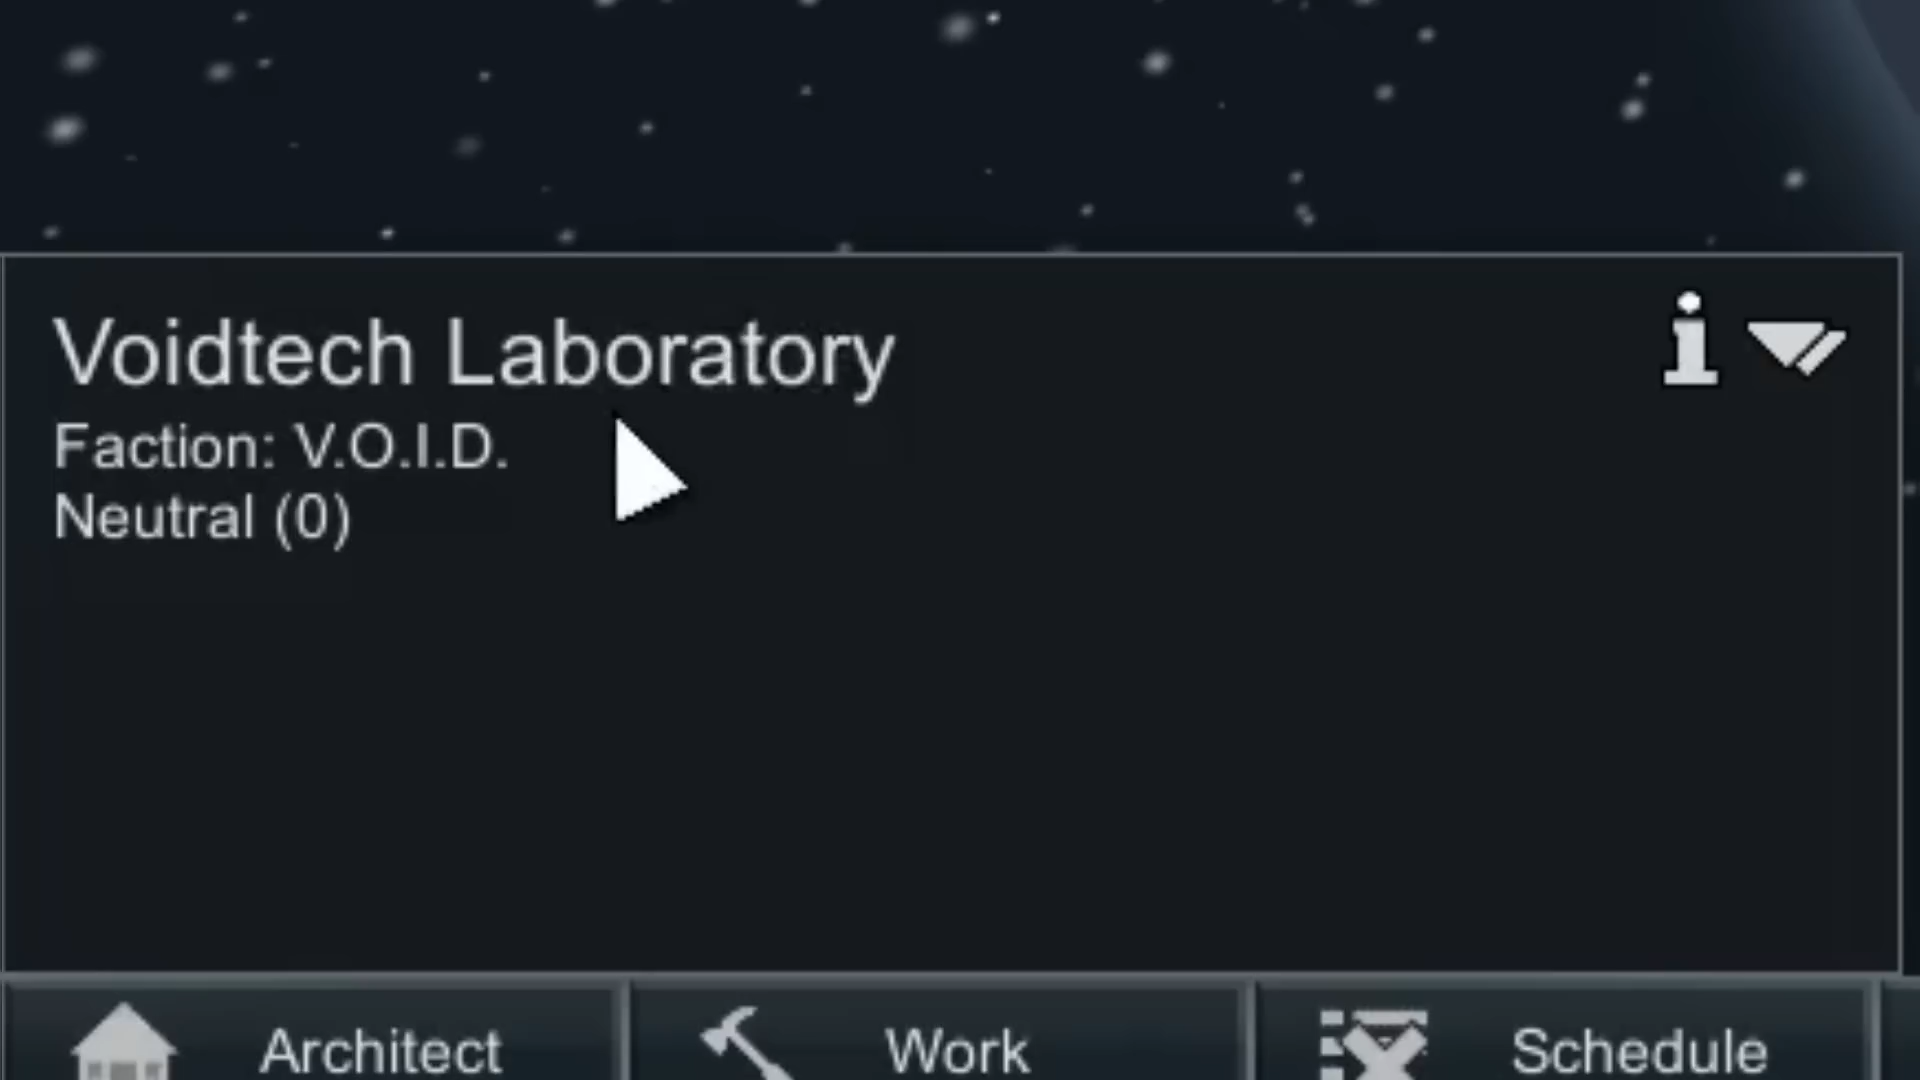 Voidtech Laboratory
Faction: V.O.I.D.
Neutral (0)
Architect
Work
Schedule